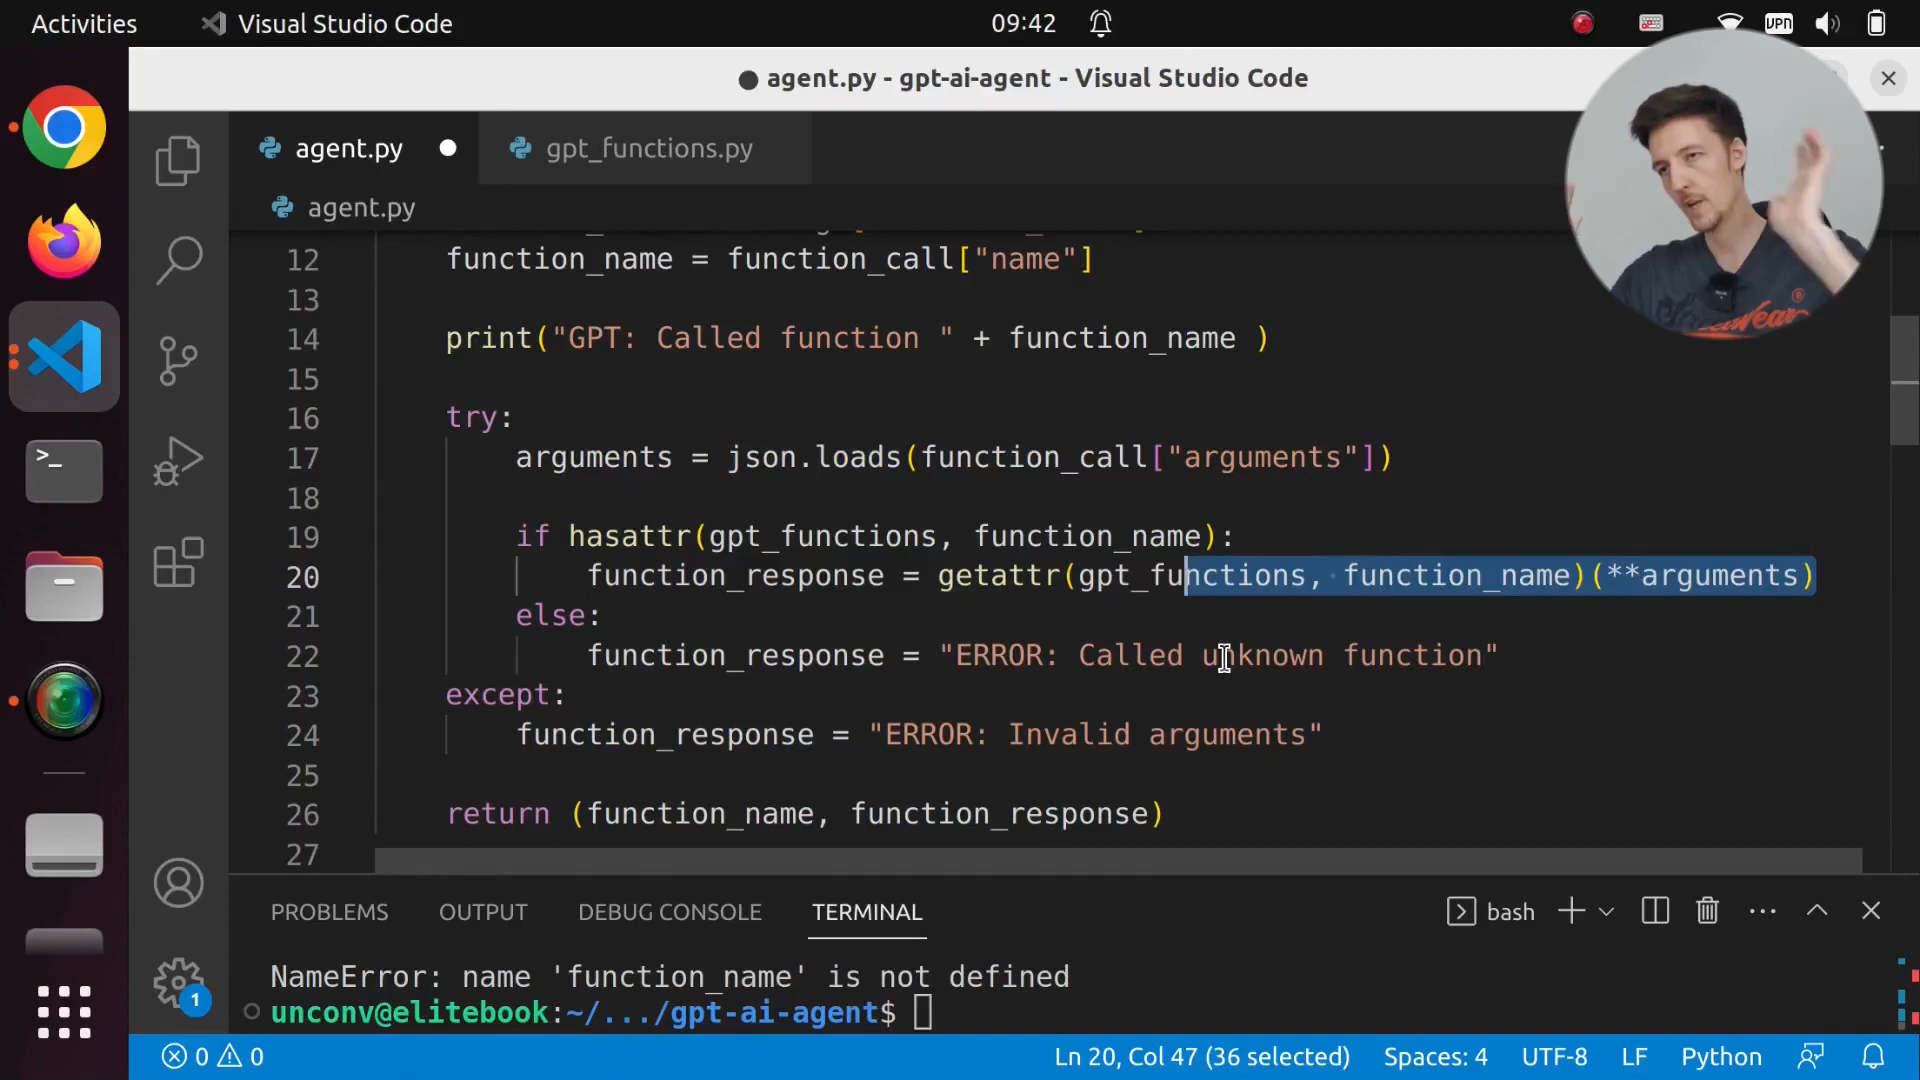 Activities
Visual Studio Code
09:42
VPN
agent.py - gpt-ai-agent - Visual Studio Code
agent.py
gpt_functions.py
agent.py
12 function_name = function_call["name"]
13
14 print("GPT: Called function " + function_name )
15
16 try:
17 arguments = json.loads(function_call["arguments"])
18
19 if hasattr(gpt_functions, function_name):
20 function_response = getattr(gpt_functions, function_name)(**arguments)
21 else:
22 function_response = "ERROR: Called unknown function"
23 except:
24 function_response = "ERROR: Invalid arguments"
25
26 return (function_name, function_response)
27
PROBLEMS OUTPUT DEBUG CONSOLE TERMINAL
bash
NameError: name 'function_name' is not defined
unconv@elitebook:~/.../gpt-ai-agent$
1
0 0
Ln 20, Col 47 (36 selected) Spaces: 4 UTF-8 LF Python